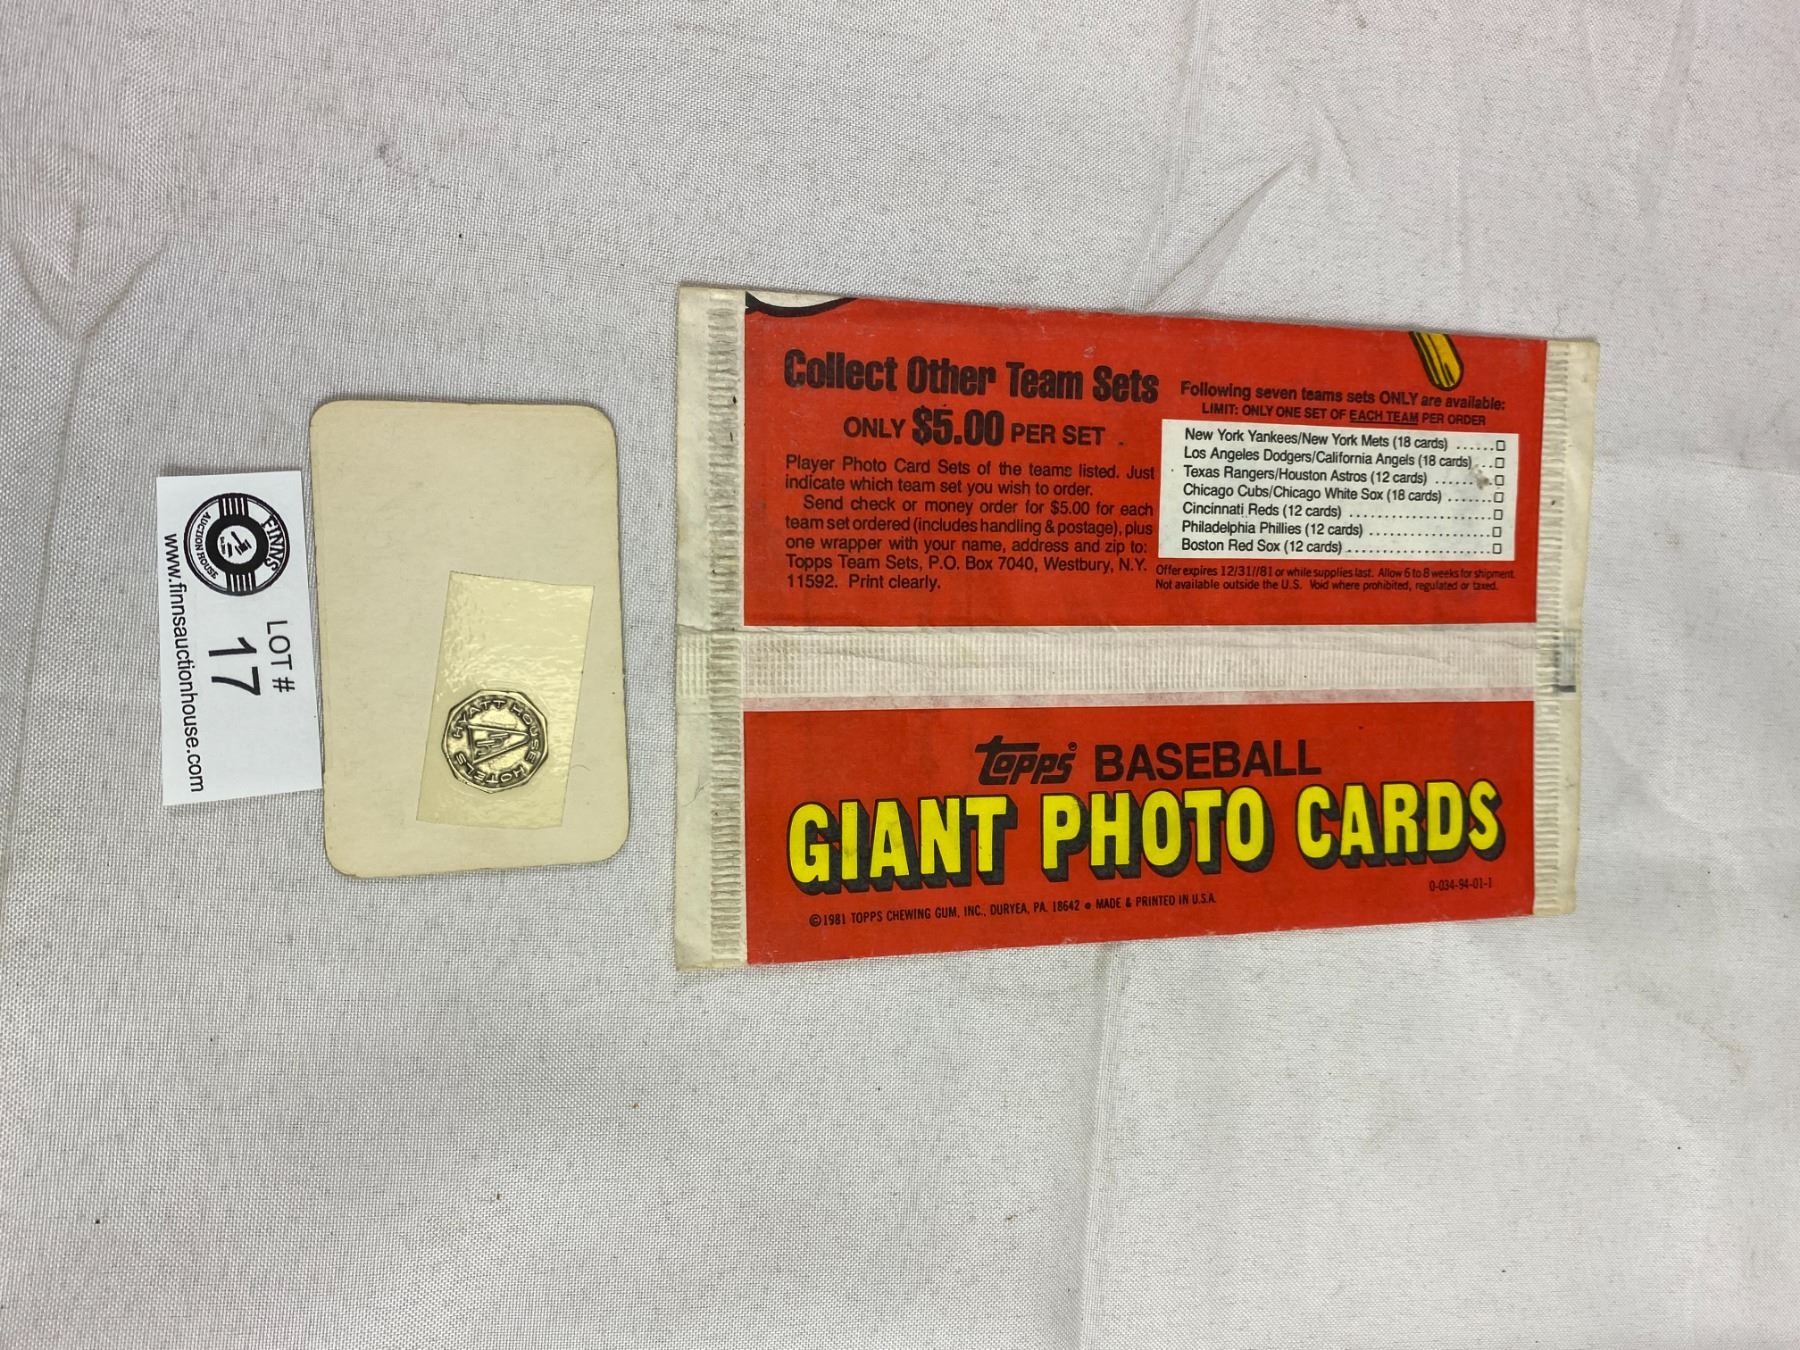 FINN'S
AUCTION HOUSE
LOT #
17
www.finnsauctionhouse.com
HYATT HOUSE HOTELS
Collect Other Team Sets
ONLY $5.00 PER SET
Player Photo Card Sets of the teams listed. Just
indicate which team set you wish to order.
Send check or money order for $5.00 for each
team set ordered (includes handling & postage), plus
one wrapper with your name, address and zip to:
Topps Team Sets, P.O. Box 7040, Westbury, N.Y.
11592. Print clearly.
Following seven teams sets ONLY are available:
LIMIT: ONLY ONE SET OF EACH TEAM PER ORDER
New York Yankees/New York Mets (18 cards) ......□
Los Angeles Dodgers/California Angels (18 cards) ...□
Texas Rangers/Houston Astros (12 cards) ........□
Chicago Cubs/Chicago White Sox (18 cards) .......□
Cincinnati Reds (12 cards) ......................□
Philadelphia Phillies (12 cards) ...................□
Boston Red Sox (12 cards) ......................□
Offer expires 12/31//81 or while supplies last. Allow 6 to 8 weeks for shipment.
Not available outside the U.S. Void where prohibited, regulated or taxed.
topps® BASEBALL
GIANT PHOTO CARDS
©1981 TOPPS CHEWING GUM, INC., DURYEA, PA. 18642 • MADE & PRINTED IN U.S.A.
0-034-94-01-1